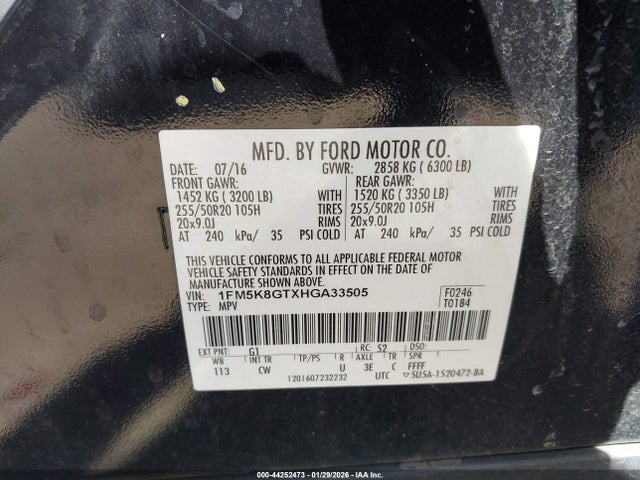 MFD. BY FORD MOTOR CO.
DATE: 07/16 GVWR: 2858 KG ( 6300 LB)
FRONT GAWR: REAR GAWR:
1452 KG ( 3200 LB) WITH 1520 KG ( 3350 LB) WITH
255/50R20 105H TIRES 255/50R20 105H TIRES
20x9.0J RIMS 20x9.0J RIMS
AT 240 kPa/ 35 PSI COLD AT 240 kPa/ 35 PSI COLD
THIS VEHICLE CONFORMS TO ALL APPLICABLE FEDERAL MOTOR
VEHICLE SAFETY STANDARDS IN EFFECT ON THE DATE OF
MANUFACTURE SHOWN ABOVE.
VIN: 1FM5K8GTXHGA33505 F0246
TYPE: MPV T0184
EXT PNT: G1 RC: 52 DSO:
WB TP/PS R AXLE TR SPR
113 CW U 3E C FFFF
1201607232232 UTC ▽5U5A-1520472-8A
000-44252473 - 01/29/2026 - IAA Inc.